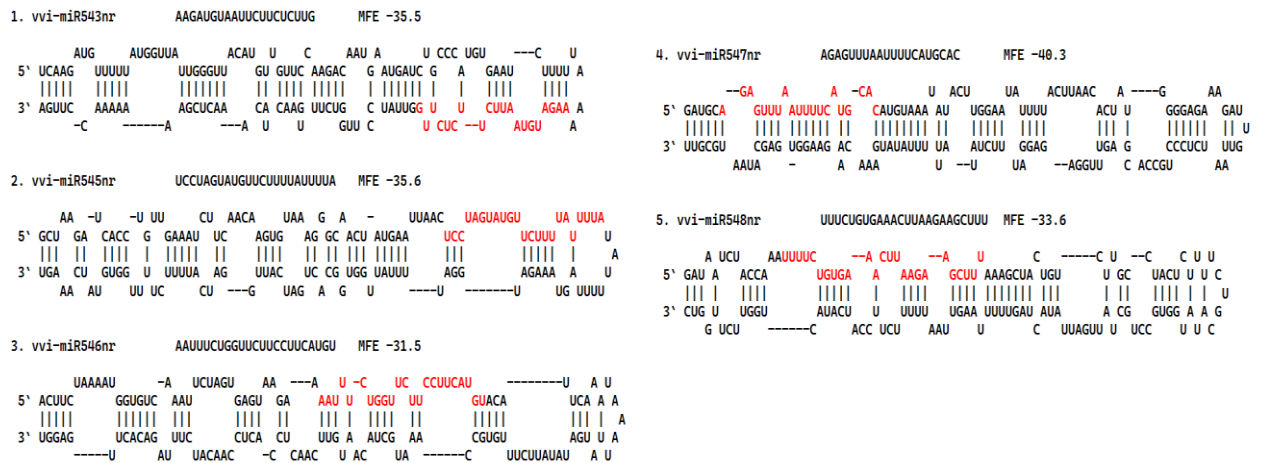 1. vvi-miR543nr AAGAUGUAAUUCUUCUCUUG MFE -35.5
AUG AUGGUUA ACAU U C AAU A U CCC UGU ---C U
5' UCAAG UUUUU UUGGGUU GU GUUC AAGAC G AUGAUC G A GAAU UUUU A
||||| ||||| ||||||| || |||| ||||| | |||||| | | |||| ||||
3' AGUUC AAAAA AGCUCAA CA CAAG UUCUG C UAUUGG U U CUUA AGAA A
-C ------A ---A U U GUU C U CUC --U AUGU A
2. vvi-miR545nr UCCUAGUAUGUUCUUUUAUUUUA MFE -35.6
AA -U -U UU CU AACA UAA G A - UUAAC UAGUAUGU UA UUUA
5' GCU GA CACC G GAAAU UC AGUG AG GC ACU AUGAA UCC UCUUU U U
||| || |||| | ||||| || |||| || || ||| ||||| ||| ||||| | A
3' UGA CU GUGG U UUUUA AG UUAC UC CG UGG UAUUU AGG AGAAA A U
AA AU UU UC CU ---G UAG A G U ----U -------U UG UUUU
3. vvi-miR546nr AAUUUCUGGUUCUUCCUUCAUGU MFE -31.5
UAAAAU -A UCUAGU AA ---A U -C UC CCUUCAU --------U A U
5' ACUUC GGUGUC AAU GAGU GA AAU U UGGU UU GUACA UCA A A
||||| |||||| ||| |||| || ||| | |||| || ||||| ||| | A
3' UGGAG UCACAG UUC CUCA CU UUG A AUCG AA CGUGU AGU U A
-----U AU UACAAC -C CAAC U AC UA ------C UUCUUAUAU A U
4. vvi-miR547nr AGAGUUUAAUUUUCAUGCAC MFE -40.3
--GA A A -CA U ACU UA ACUUAAC A ----G AA
5' GAUGCA GUUU AUUUUC UG CAUGUAAA AU UGGAA UUUU ACU U GGGAGA GAU
|||||| |||| |||||| || |||||||| || ||||| |||| ||| | |||||| || U
3' UUGCGU CGAG UGGAAG AC GUAUAUUU UA AUCUU GGAG UGA G CCCUCU UUG
AAUA - A AAA U --U UA --AGGUU C ACCGU AA
5. vvi-miR548nr UUUCUGUGAAACUUAAGAAGCUUU MFE -33.6
A UCU AAUUUUC --A CUU --A U C -----C U --C C U U
5' GAU A ACCA UGUGA A AAGA GCUU AAAGCUA UGU U GC UACU U U C
||| | |||| ||||| | |||| |||| ||||||| ||| | || |||| | | U
3' CUG U UGGU AUACU U UUUU UGAA UUUUGAU AUA A CG GUGG A A G
G UCU ------C ACC UCU AAU U C UUAGUU U UCC U U C